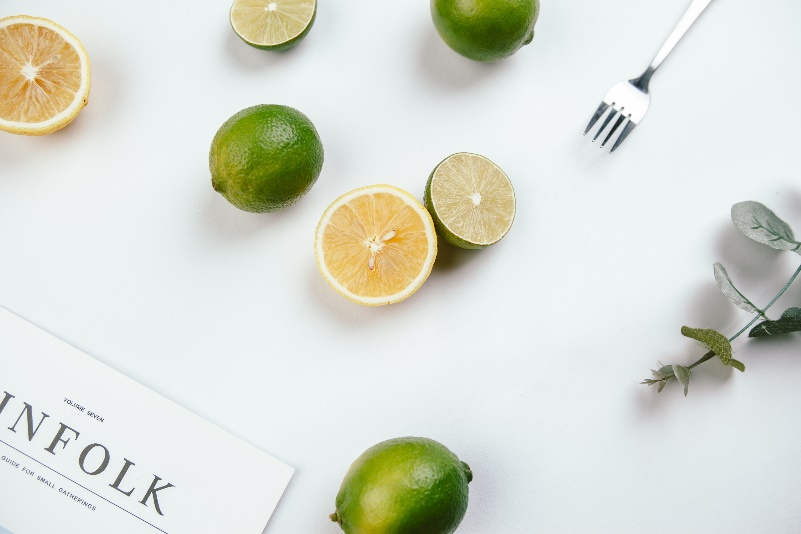 VOLUME SEVEN
INFOLK
GUIDE FOR SMALL GATHERINGS